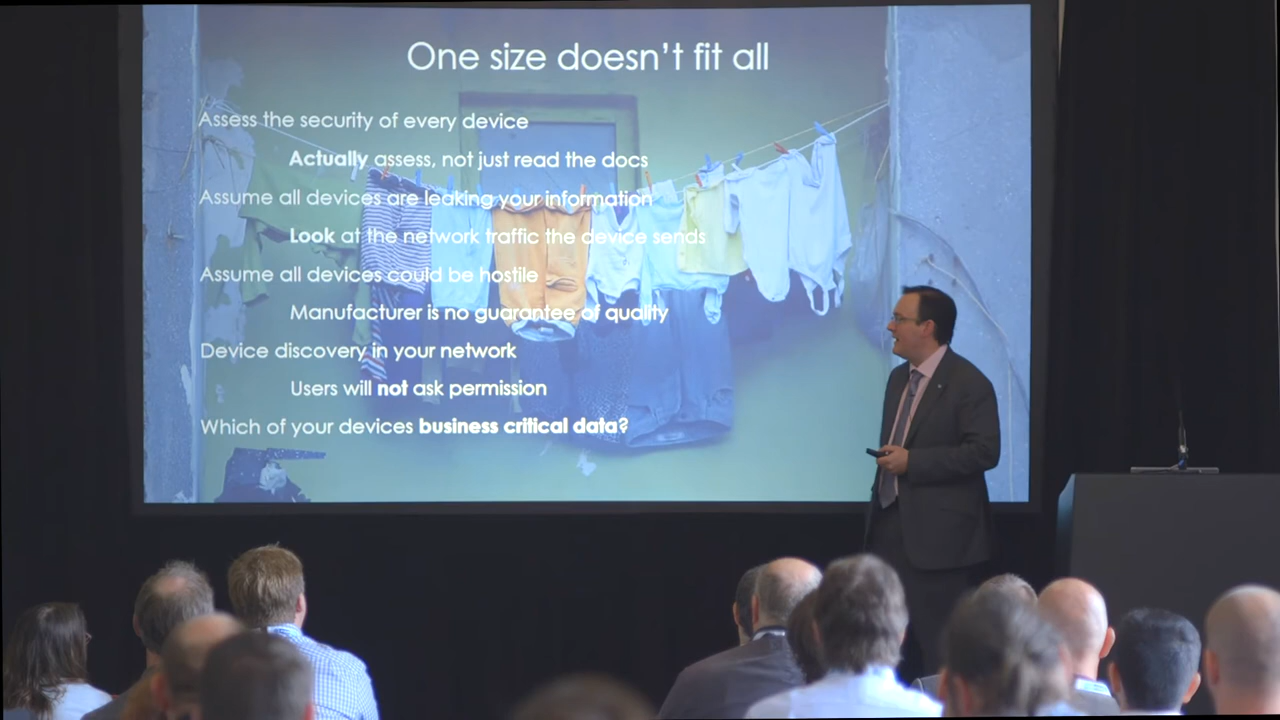 One size doesn't fit all
Assess the security of every device
Actually assess, not just read the docs
Assume all devices are leaking your information
Look at the network traffic the device sends
Assume all devices could be hostile
Manufacturer is no guarantee of quality
Device discovery in your network
Users will not ask permission
Which of your devices business critical data?